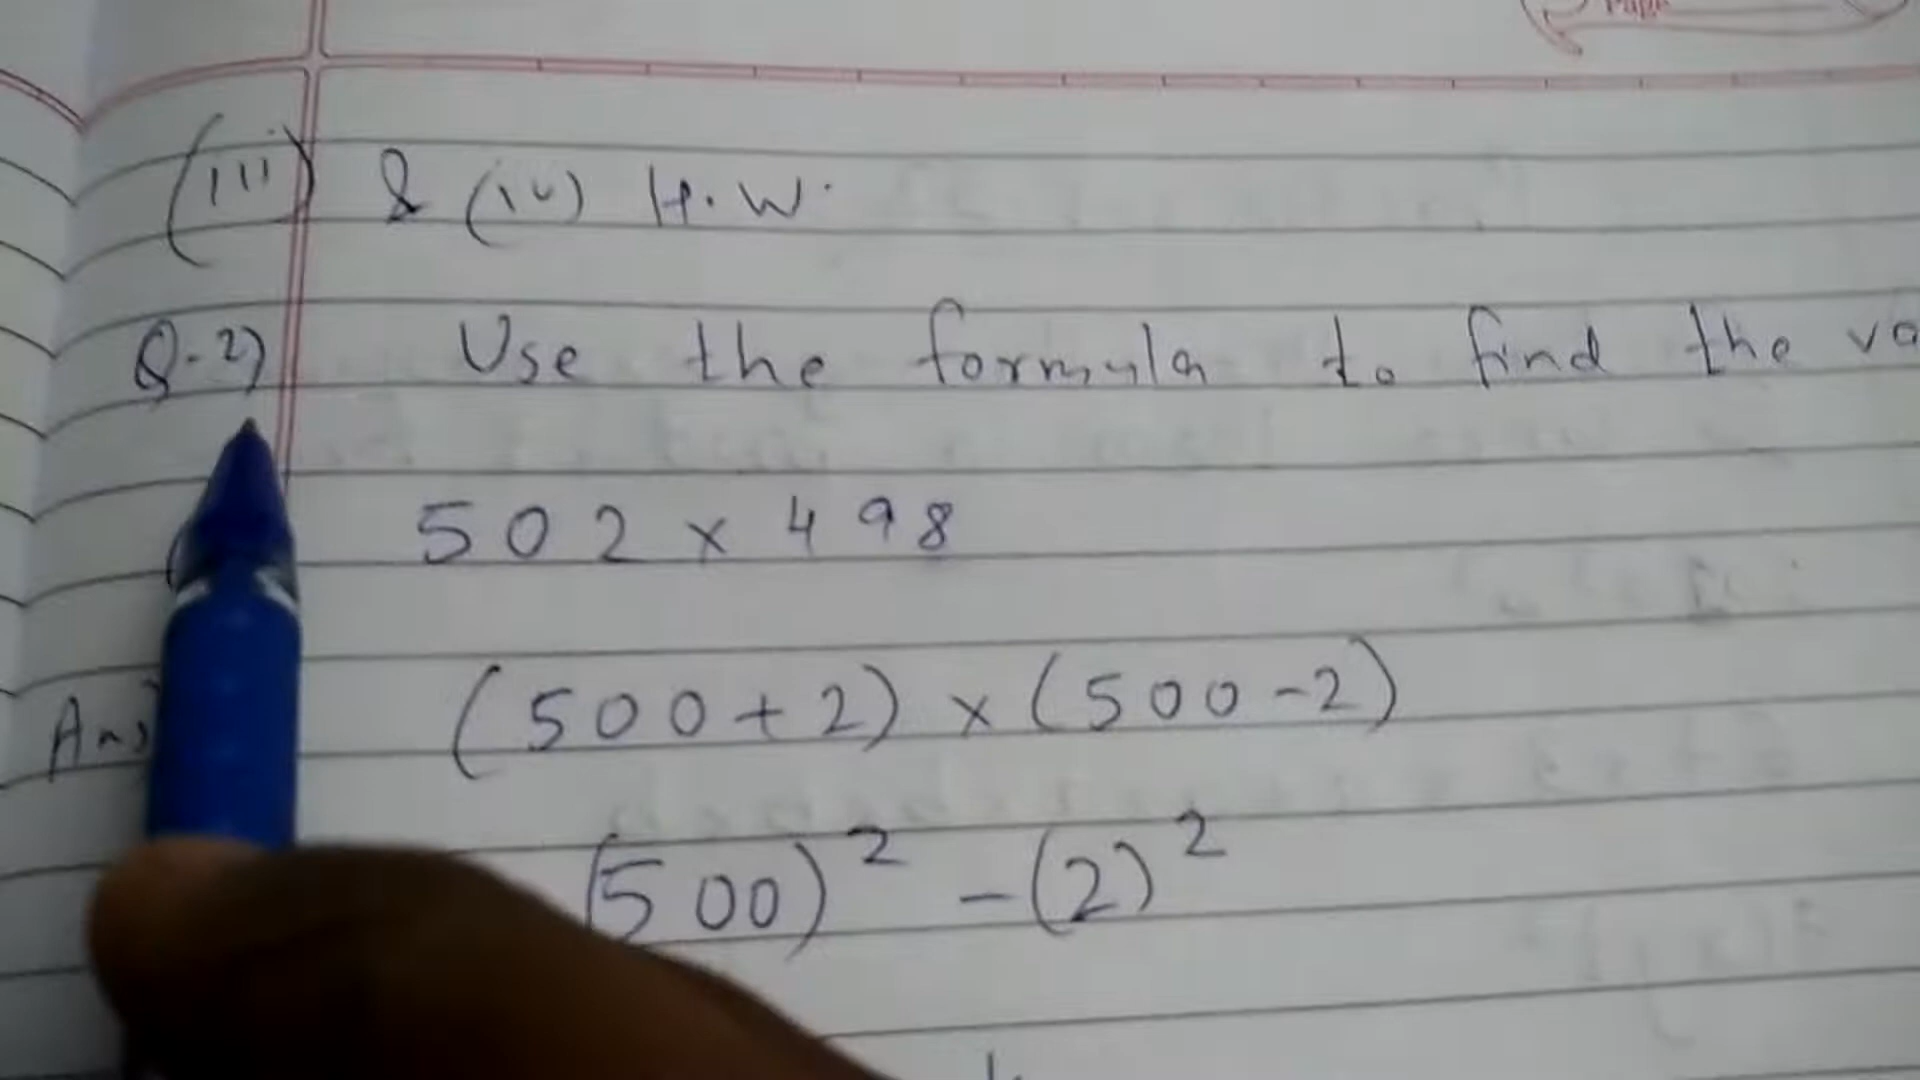 Page
(iii) & (iv) H.W.
Q-2) Use the formula to find the va
502 x 498
Ans) (500+2) x (500-2)
(500)² - (2)²